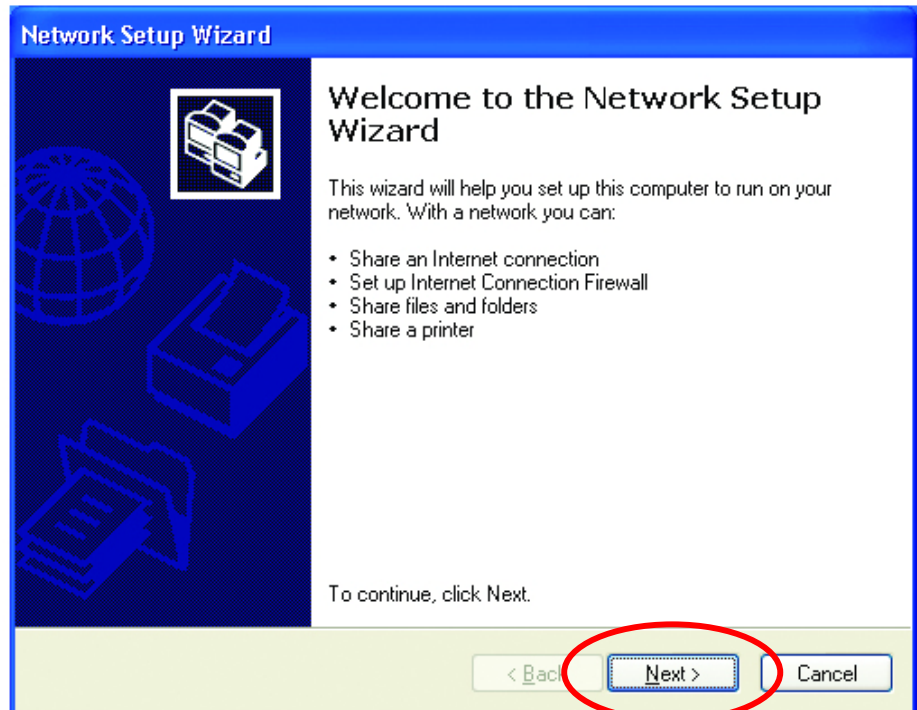 Network Setup Wizard
Welcome to the Network Setup
Wizard
This wizard will help you set up this computer to run on your
network. With a network you can:
• Share an Internet connection
• Set up Internet Connection Firewall
• Share files and folders
• Share a printer
To continue, click Next.
< Back Next > Cancel